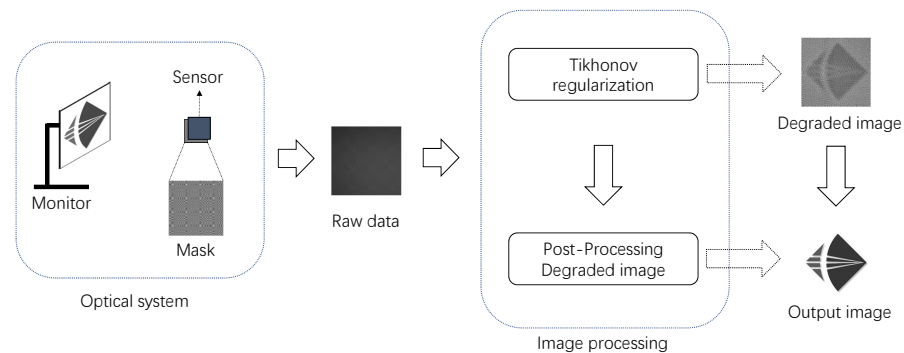 Sensor
Monitor
Mask
Optical system
Raw data
Tikhonov
regularization
Post-Processing
Degraded image
Image processing
Degraded image
Output image